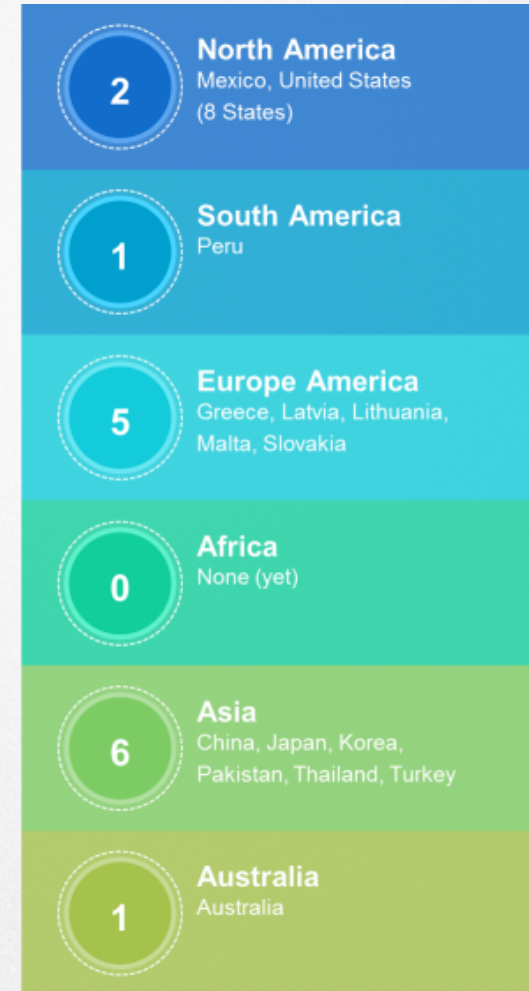 2
North America
Mexico, United States
(8 States)
1
South America
Peru
5
Europe America
Greece, Latvia, Lithuania,
Malta, Slovakia
0
Africa
None (yet)
6
Asia
China, Japan, Korea,
Pakistan, Thailand, Turkey
1
Australia
Australia